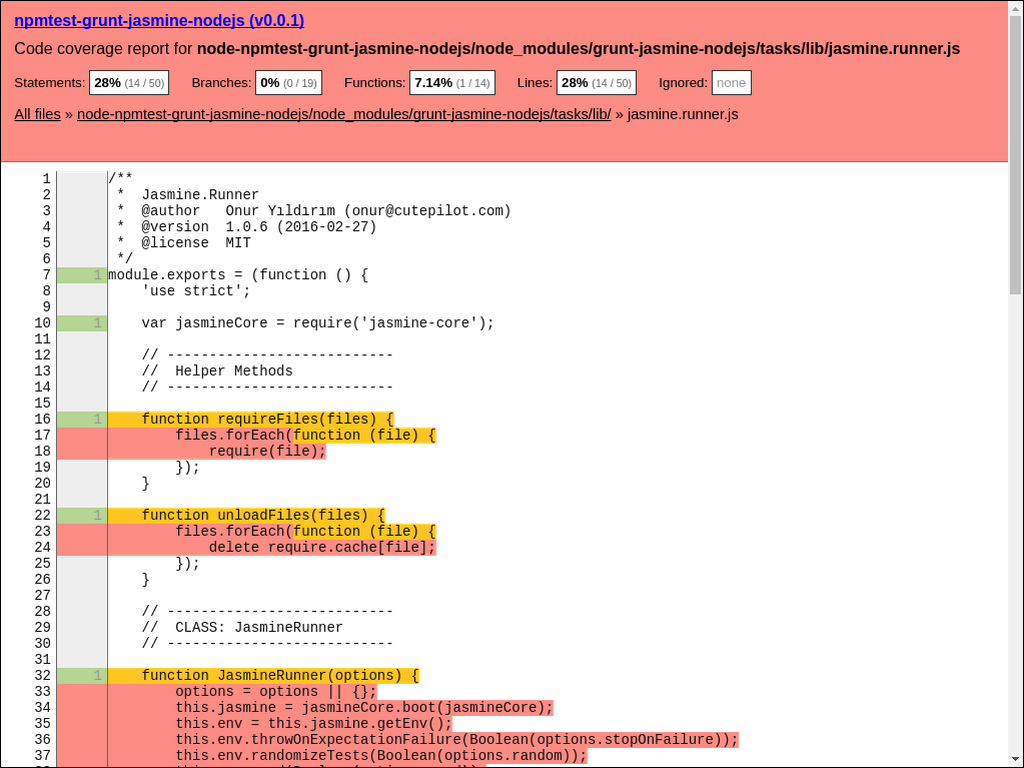 npmtest-grunt-jasmine-nodejs (v0.0.1)
Code coverage report for node-npmtest-grunt-jasmine-nodejs/node_modules/grunt-jasmine-nodejs/tasks/lib/jasmine.runner.js
Statements: 28% (14 / 50) Branches: 0% (0 / 19) Functions: 7.14% (1 / 14) Lines: 28% (14 / 50) Ignored: none
All files » node-npmtest-grunt-jasmine-nodejs/node_modules/grunt-jasmine-nodejs/tasks/lib/ » jasmine.runner.js
1 /**
2  *  Jasmine.Runner
3  *  @author   Onur Yıldırım (onur@cutepilot.com)
4  *  @version  1.0.6 (2016-02-27)
5  *  @license  MIT
6  */
7 1 module.exports = (function () {
8     'use strict';
9
10 1     var jasmineCore = require('jasmine-core');
11
12     // ---------------------------
13     //  Helper Methods
14     // ---------------------------
15
16 1     function requireFiles(files) {
17         files.forEach(function (file) {
18             require(file);
19         });
20     }
21
22 1     function unloadFiles(files) {
23         files.forEach(function (file) {
24             delete require.cache[file];
25         });
26     }
27
28     // ---------------------------
29     //  CLASS: JasmineRunner
30     // ---------------------------
31
32 1     function JasmineRunner(options) {
33         options = options || {};
34         this.jasmine = jasmineCore.boot(jasmineCore);
35         this.env = this.jasmine.getEnv();
36         this.env.throwOnExpectationFailure(Boolean(options.stopOnFailure));
37         this.env.randomizeTests(Boolean(options.random));